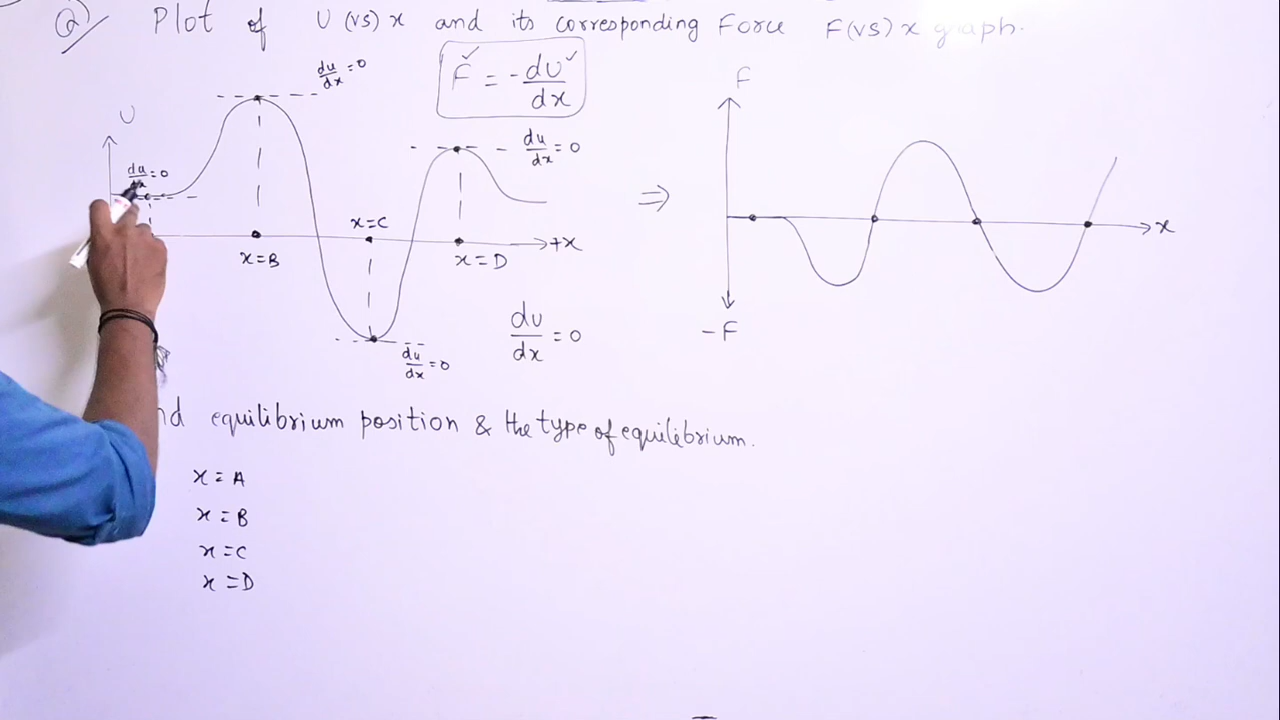 Q) Plot of U (vs) x and its corresponding Force F(vs) x graph.
du/dx = 0
F = -dU/dx
U
du/dx = 0
du/dx = 0
F
x=C
x=B
x=D
+x
⇒
x
du/dx = 0
du/dx = 0
-F
equilibrium position & the type of equilibrium.
x = A
x = B
x = C
x = D